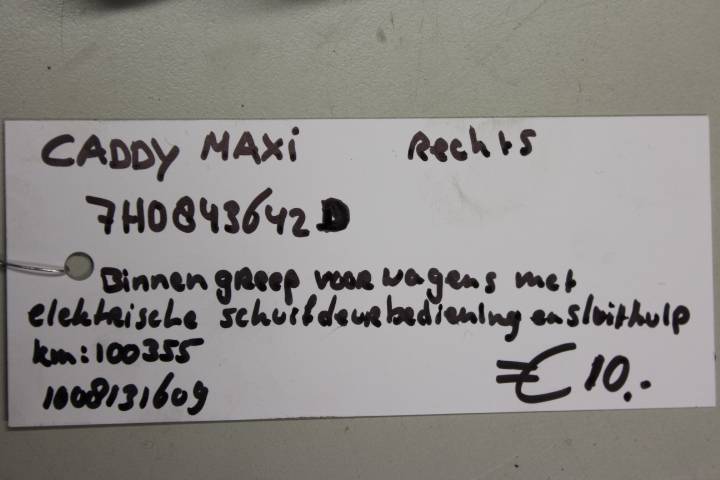 CADDY MAXi Rechts
7H0843642D
Binnengreep voor wagens met
elektrische schuifdeurbediening en sluithulp
km: 100355
1008131609
€ 10,-